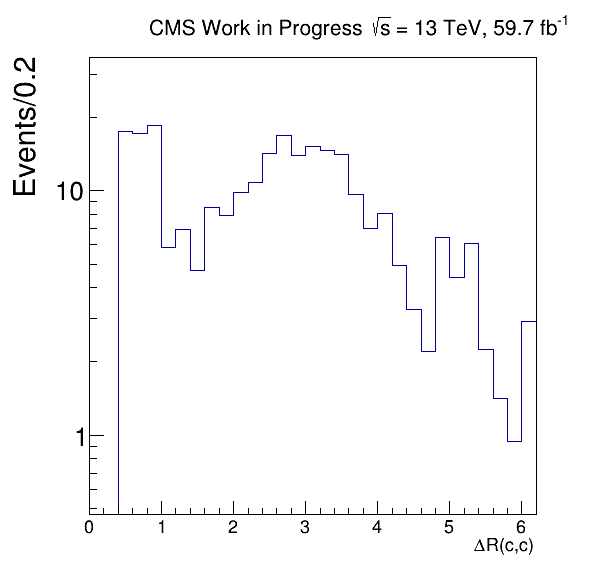 CMS Work in Progress √s = 13 TeV, 59.7 fb⁻¹
Events/0.2
10
1
0 1 2 3 4 5 6
ΔR(c,c)